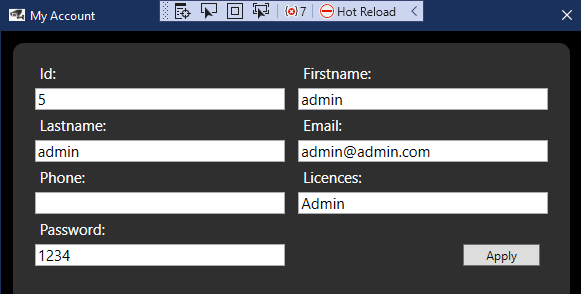 My Account
7
Hot Reload
Id:
Firstname:
5
admin
Lastname:
Email:
admin
admin@admin.com
Phone:
Licences:
Admin
Password:
1234
Apply